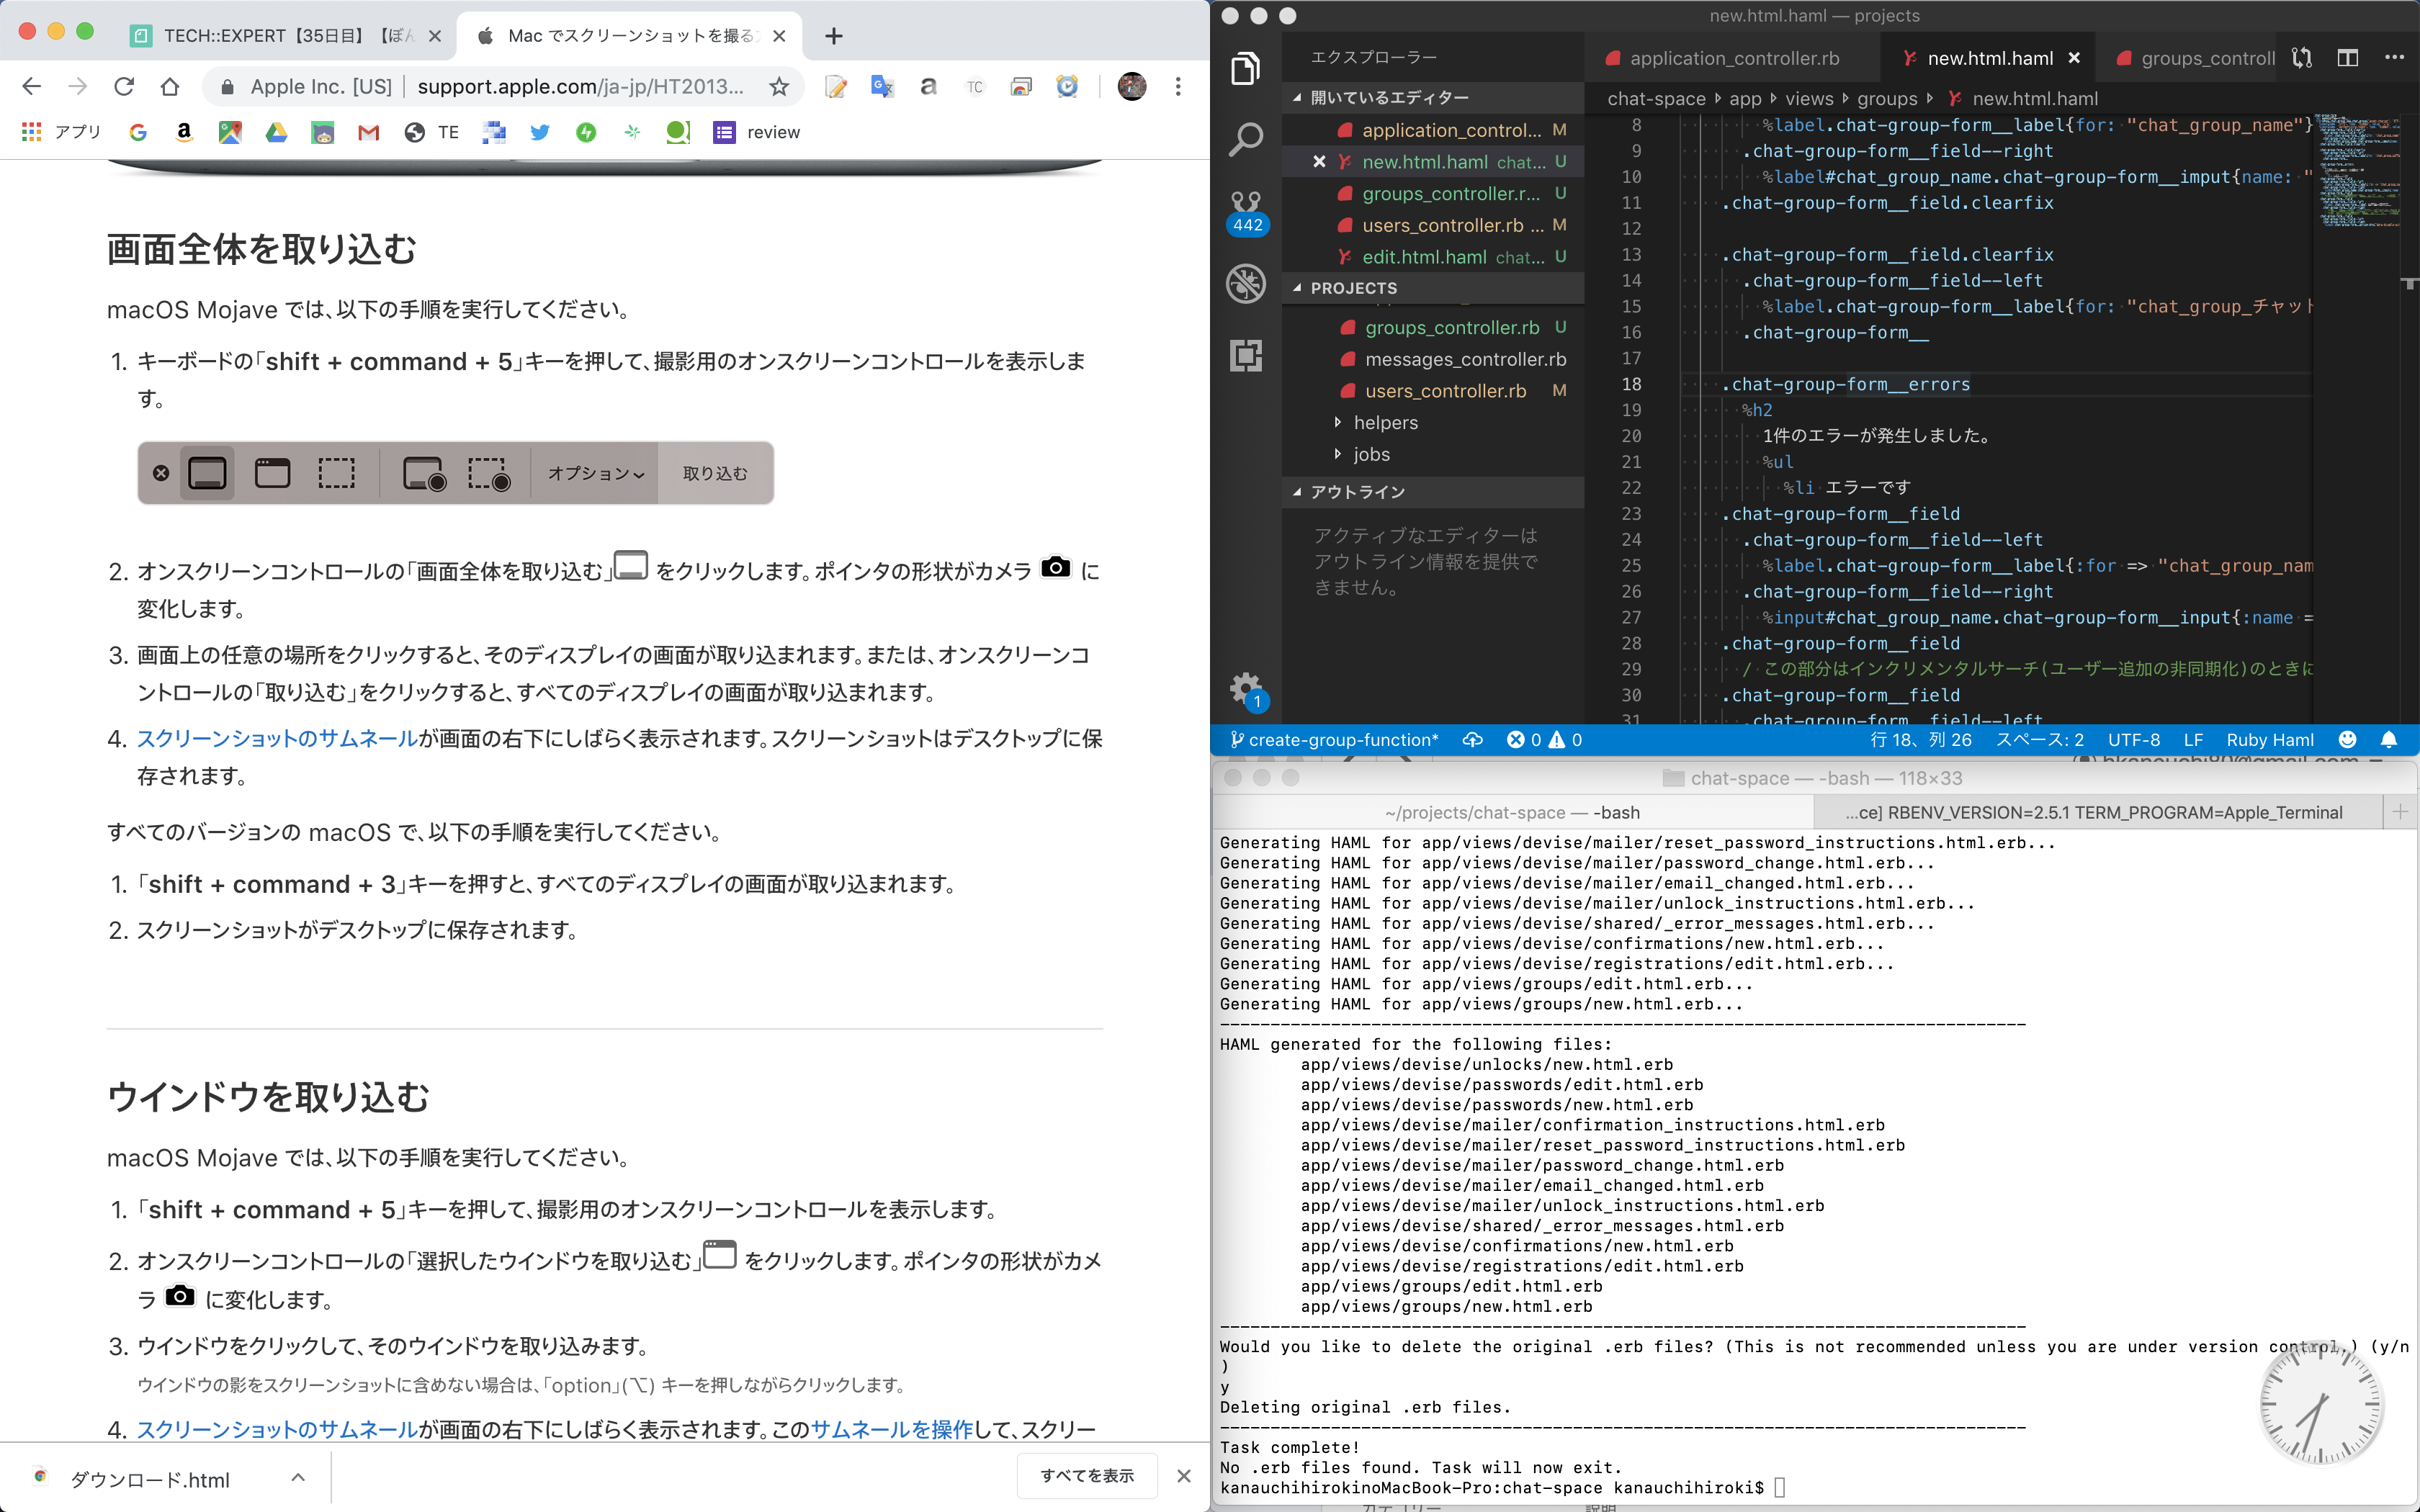 TECH::EXPERT【35日目】【ぼん
Mac でスクリーンショットを撮る
Apple Inc. [US]
support.apple.com/ja-jp/HT2013...
アプリ
TE
review
画面全体を取り込む
macOS Mojave では、以下の手順を実行してください。
1. キーボードの「shift + command + 5」キーを押して、撮影用のオンスクリーンコントロールを表示しま
す。
オプション
取り込む
2. オンスクリーンコントロールの「画面全体を取り込む」 をクリックします。ポインタの形状がカメラ に
変化します。
3. 画面上の任意の場所をクリックすると、そのディスプレイの画面が取り込まれます。または、オンスクリーンコ
ントロールの「取り込む」をクリックすると、すべてのディスプレイの画面が取り込まれます。
4. スクリーンショットのサムネールが画面の右下にしばらく表示されます。スクリーンショットはデスクトップに保
存されます。
すべてのバージョンの macOS で、以下の手順を実行してください。
1. 「shift + command + 3」キーを押すと、すべてのディスプレイの画面が取り込まれます。
2. スクリーンショットがデスクトップに保存されます。
ウインドウを取り込む
macOS Mojave では、以下の手順を実行してください。
1. 「shift + command + 5」キーを押して、撮影用のオンスクリーンコントロールを表示します。
2. オンスクリーンコントロールの「選択したウインドウを取り込む」 をクリックします。ポインタの形状がカメ
ラ に変化します。
3. ウインドウをクリックして、そのウインドウを取り込みます。
ウインドウの影をスクリーンショットに含めない場合は、「option」(⌥) キーを押しながらクリックします。
4. スクリーンショットのサムネールが画面の右下にしばらく表示されます。このサムネールを操作して、スクリー
ダウンロード.html
すべてを表示
new.html.haml — projects
エクスプローラー
開いているエディター
application_control... M
new.html.haml chat... U
groups_controller.r... U
users_controller.rb ... M
edit.html.haml chat... U
PROJECTS
groups_controller.rb U
messages_controller.rb
users_controller.rb M
helpers
jobs
アウトライン
アクティブなエディターは
アウトライン情報を提供で
きません。
442
1
application_controller.rb
new.html.haml
groups_controll
chat-space
app
views
groups
new.html.haml
8 %label.chat-group-form__label{for: "chat_group_name"}
9 .chat-group-form__field--right
10 %label#chat_group_name.chat-group-form__imput{name: "
11 .chat-group-form__field.clearfix
12
13 .chat-group-form__field.clearfix
14 .chat-group-form__field--left
15 %label.chat-group-form__label{for: "chat_group_チャット
16 .chat-group-form__
17
18 .chat-group-form__errors
19 %h2
20 1件のエラーが発生しました。
21 %ul
22 %li エラーです
23 .chat-group-form__field
24 .chat-group-form__field--left
25 %label.chat-group-form__label{:for => "chat_group_nam
26 .chat-group-form__field--right
27 %input#chat_group_name.chat-group-form__input{:name =
28 .chat-group-form__field
29 / この部分はインクリメンタルサーチ(ユーザー追加の非同期化)のときに
30 .chat-group-form__field
31 .chat-group-form__field--left
create-group-function*
0
0
行 18、列 26
スペース: 2
UTF-8
LF
Ruby Haml
chat-space — -bash — 118×33
~/projects/chat-space — -bash
...ce] RBENV_VERSION=2.5.1 TERM_PROGRAM=Apple_Terminal
Generating HAML for app/views/devise/mailer/reset_password_instructions.html.erb...
Generating HAML for app/views/devise/mailer/password_change.html.erb...
Generating HAML for app/views/devise/mailer/email_changed.html.erb...
Generating HAML for app/views/devise/mailer/unlock_instructions.html.erb...
Generating HAML for app/views/devise/shared/_error_messages.html.erb...
Generating HAML for app/views/devise/confirmations/new.html.erb...
Generating HAML for app/views/devise/registrations/edit.html.erb...
Generating HAML for app/views/groups/edit.html.erb...
Generating HAML for app/views/groups/new.html.erb...
--------------------------------------------------------------------------------
HAML generated for the following files:
app/views/devise/unlocks/new.html.erb
app/views/devise/passwords/edit.html.erb
app/views/devise/passwords/new.html.erb
app/views/devise/mailer/confirmation_instructions.html.erb
app/views/devise/mailer/reset_password_instructions.html.erb
app/views/devise/mailer/password_change.html.erb
app/views/devise/mailer/email_changed.html.erb
app/views/devise/mailer/unlock_instructions.html.erb
app/views/devise/shared/_error_messages.html.erb
app/views/devise/confirmations/new.html.erb
app/views/devise/registrations/edit.html.erb
app/views/groups/edit.html.erb
app/views/groups/new.html.erb
--------------------------------------------------------------------------------
Would you like to delete the original .erb files? (This is not recommended unless you are under version control.) (y/n
)
y
Deleting original .erb files.
--------------------------------------------------------------------------------
Task complete!
No .erb files found. Task will now exit.
kanauchihirokinoMacBook-Pro:chat-space kanauchihiroki$